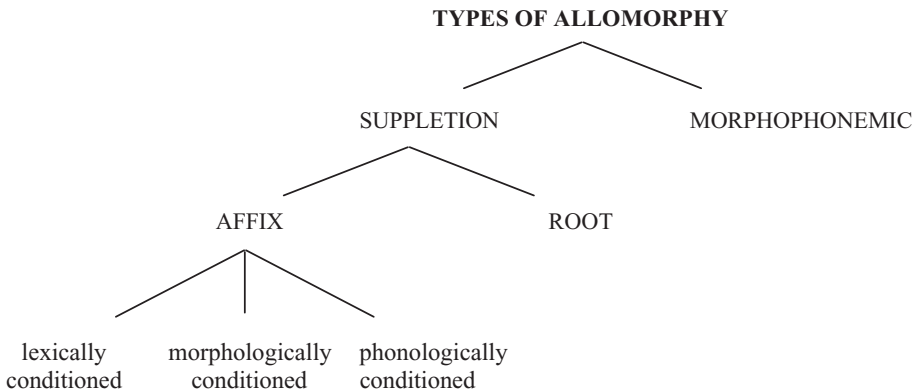 TYPES OF ALLOMORPHY
SUPPLETION MORPHOPHONEMIC
AFFIX ROOT
lexically morphologically phonologically
conditioned conditioned conditioned